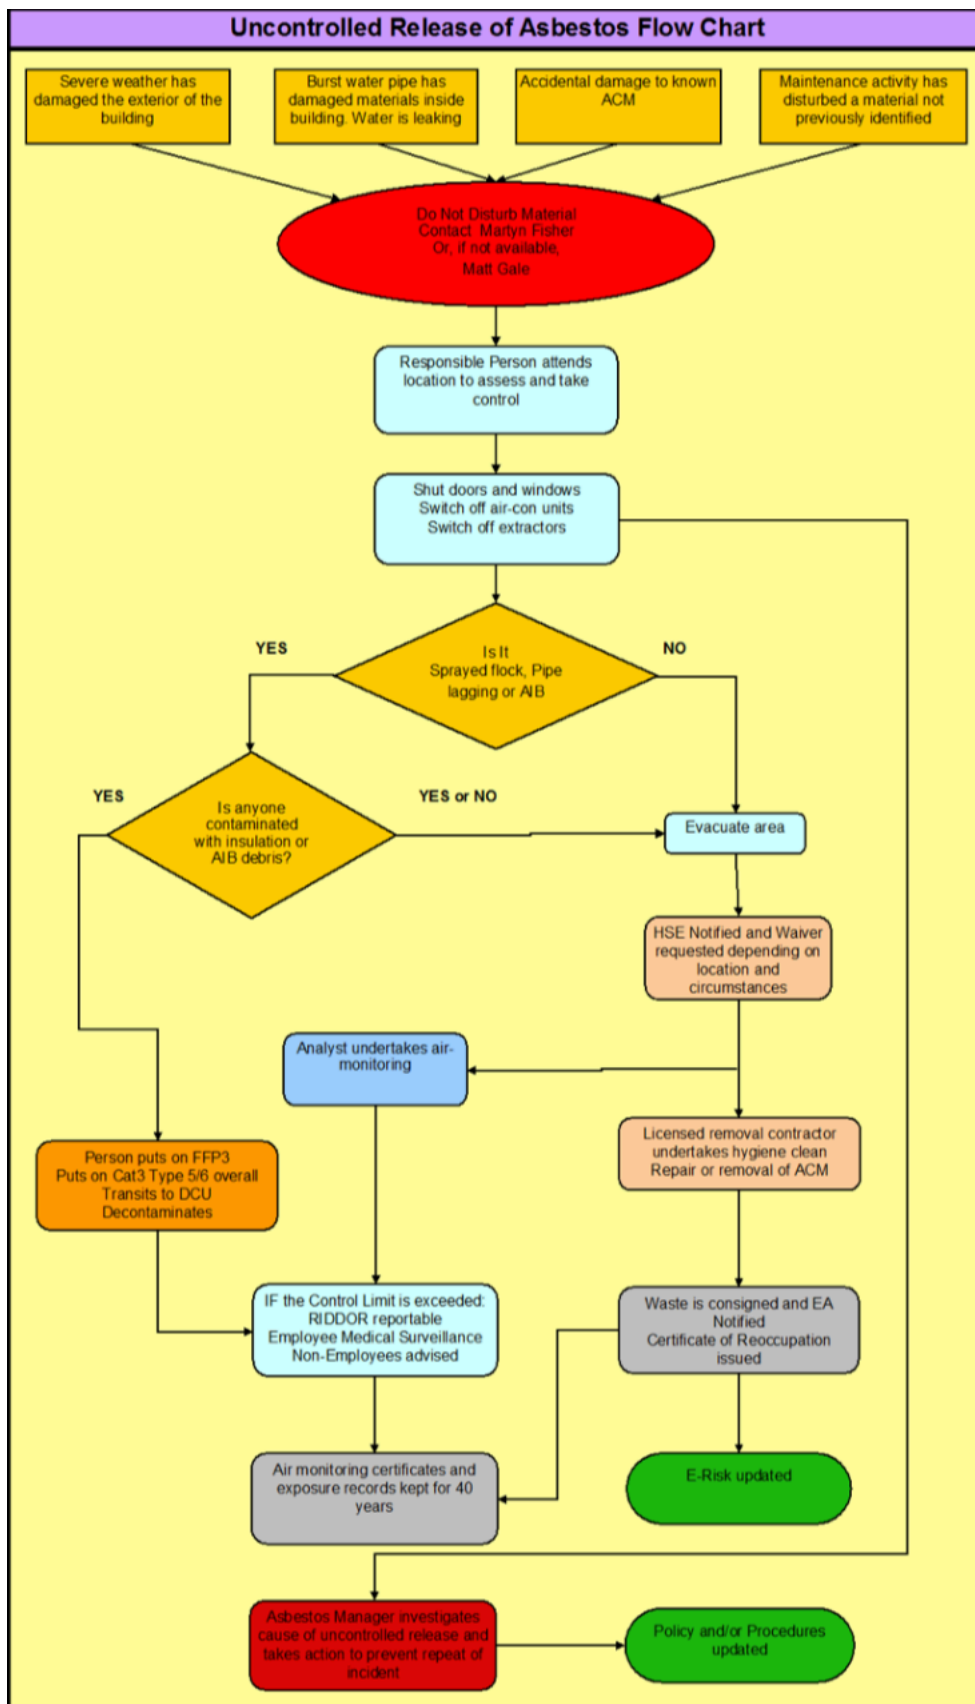 Uncontrolled Release of Asbestos Flow Chart
Severe weather has
damaged the exterior of the
building
Burst water pipe has
damaged materials inside
building. Water is leaking
Accidental damage to known
ACM
Maintenance activity has
disturbed a material not
previously identified
Do Not Disturb Material
Contact Martyn Fisher
Or, if not available,
Matt Gale
Responsible Person attends
location to assess and take
control
Shut doors and windows
Switch off air-con units
Switch off extractors
YES
Is It
Sprayed flock, Pipe
lagging or AIB
NO
YES
Is anyone
contaminated
with insulation or
AIB debris?
YES or NO
Evacuate area
HSE Notified and Waiver
requested depending on
location and
circumstances
Analyst undertakes air-
monitoring
Licensed removal contractor
undertakes hygiene clean
Repair or removal of ACM
Person puts on FFP3
Puts on Cat3 Type 5/6 overall
Transits to DCU
Decontaminates
IF the Control Limit is exceeded:
RIDDOR reportable
Employee Medical Surveillance
Non-Employees advised
Waste is consigned and EA
Notified
Certificate of Reoccupation
issued
Air monitoring certificates and
exposure records kept for 40
years
E-Risk updated
Asbestos Manager investigates
cause of uncontrolled release and
takes action to prevent repeat of
incident
Policy and/or Procedures
updated